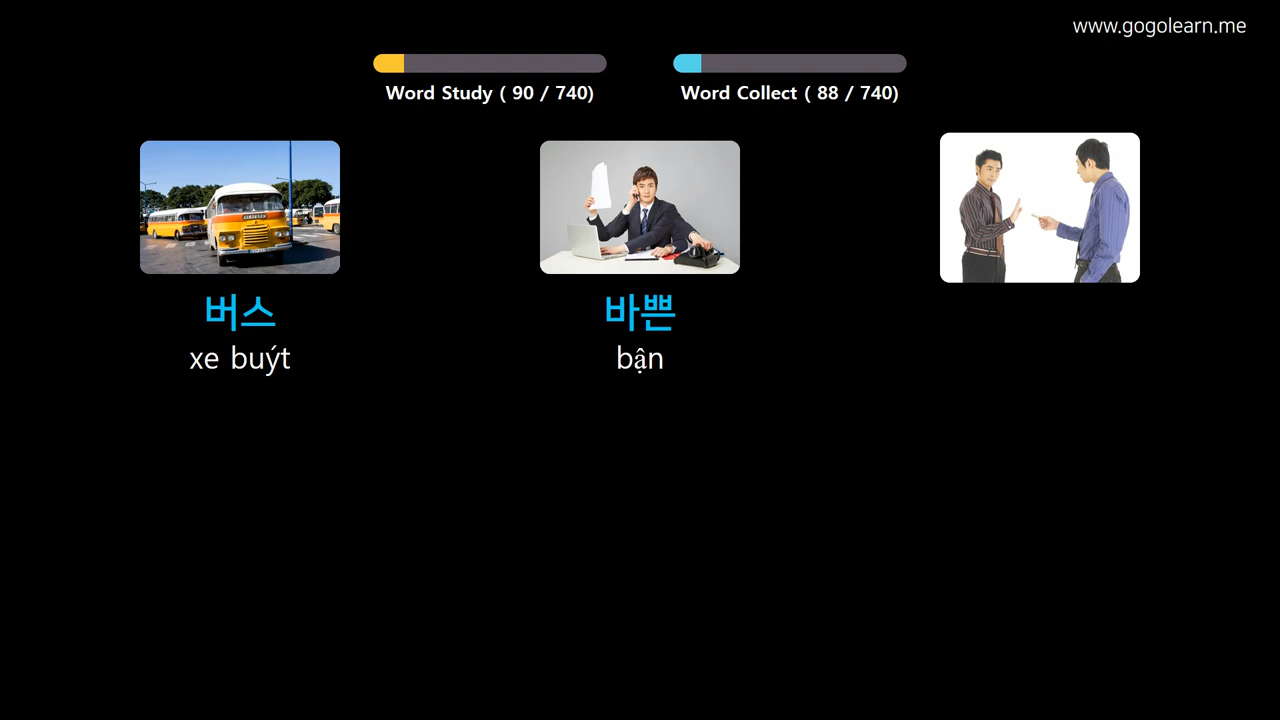 www.gogolearn.me
Word Study ( 90 / 740)
Word Collect ( 88 / 740)
버스
xe buýt
바쁜
bận